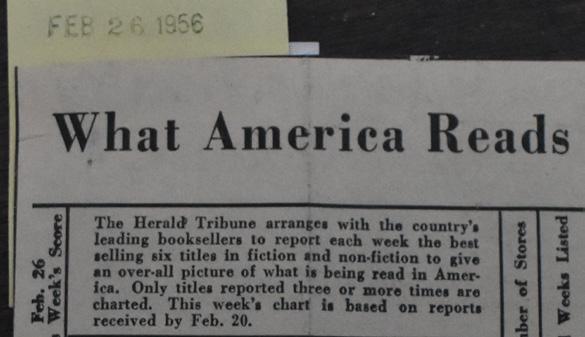 FEB 26 1956
What America Reads
Feb. 26
Week's Score
The Herald Tribune arranges with the country's
leading booksellers to report each week the best
selling six titles in fiction and non-fiction to give
an over-all picture of what is being read in Amer-
ica. Only titles reported three or more times are
charted. This week's chart is based on reports
received by Feb. 20.
of Stores
Weeks Listed